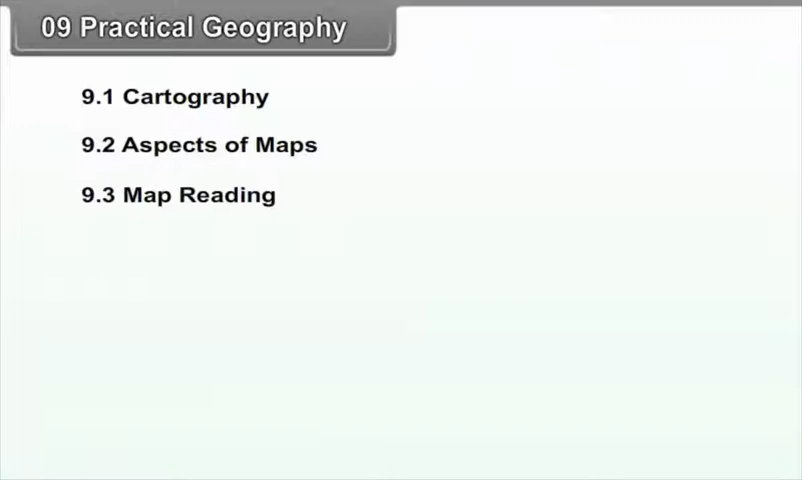 09 Practical Geography
9.1 Cartography
9.2 Aspects of Maps
9.3 Map Reading